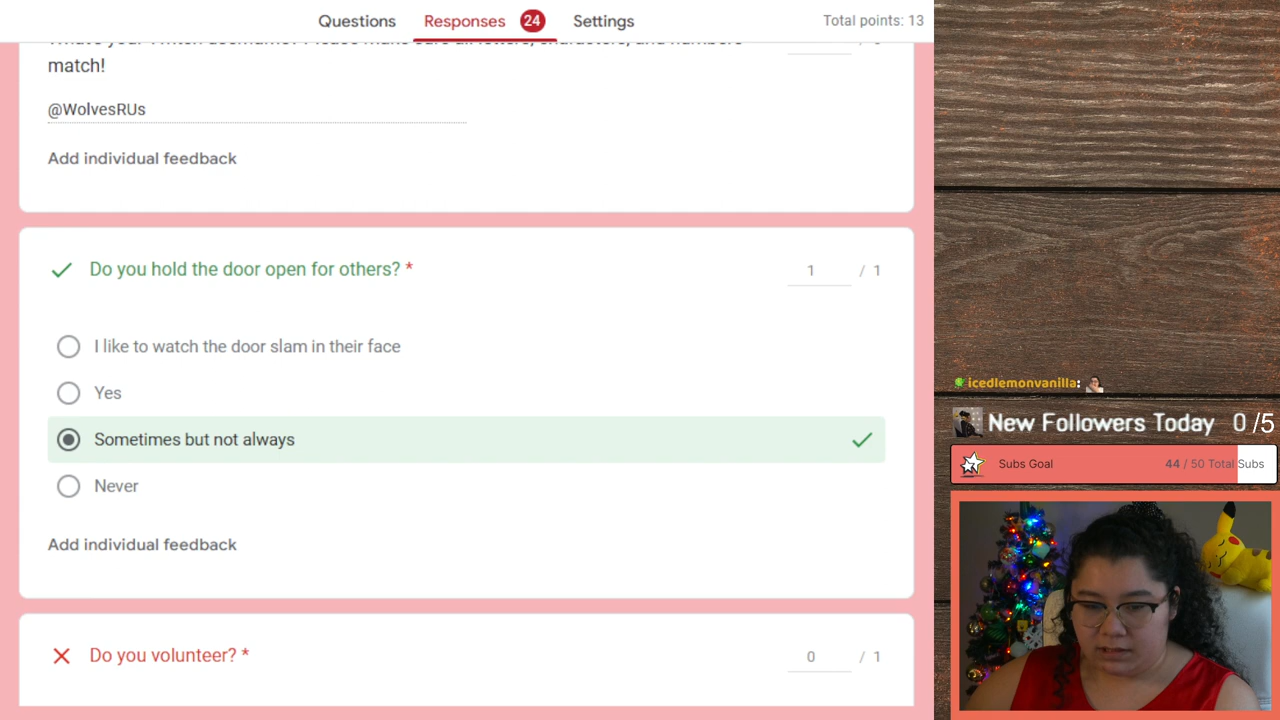 Questions
Responses 24
Settings
Total points: 13
match!
@WolvesRUs
Add individual feedback
Do you hold the door open for others? *
1 / 1
I like to watch the door slam in their face
Yes
Sometimes but not always
Never
Add individual feedback
Do you volunteer? *
0 / 1
icedlemonvanilla:
New Followers Today 0 /5
Subs Goal 44 / 50 Total Subs